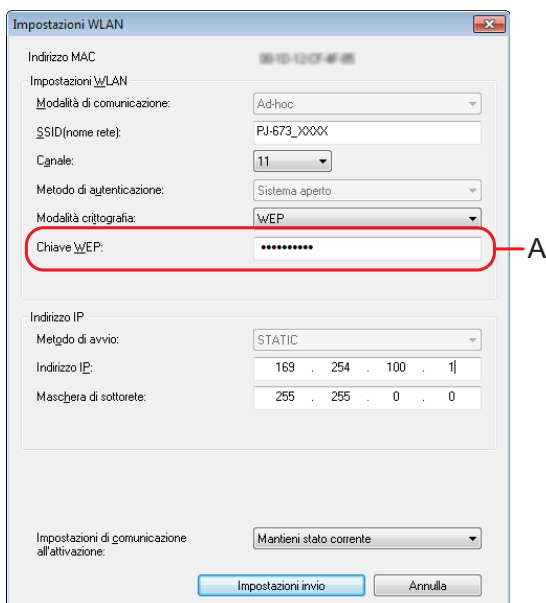 Impostazioni WLAN
Indirizzo MAC
Impostazioni WLAN
Modalità di comunicazione: Ad-hoc
SSID(nome rete): PJ-673_XXXX
Canale: 11
Metodo di autenticazione: Sistema aperto
Modalità crittografia: WEP
Chiave WEP: •••••••••• A
Indirizzo IP
Metodo di avvio: STATIC
Indirizzo IP: 169 . 254 . 100 . 1
Maschera di sottorete: 255 . 255 . 0 . 0
Impostazioni di comunicazione Mantieni stato corrente
all'attivazione:
Impostazioni invio Annulla